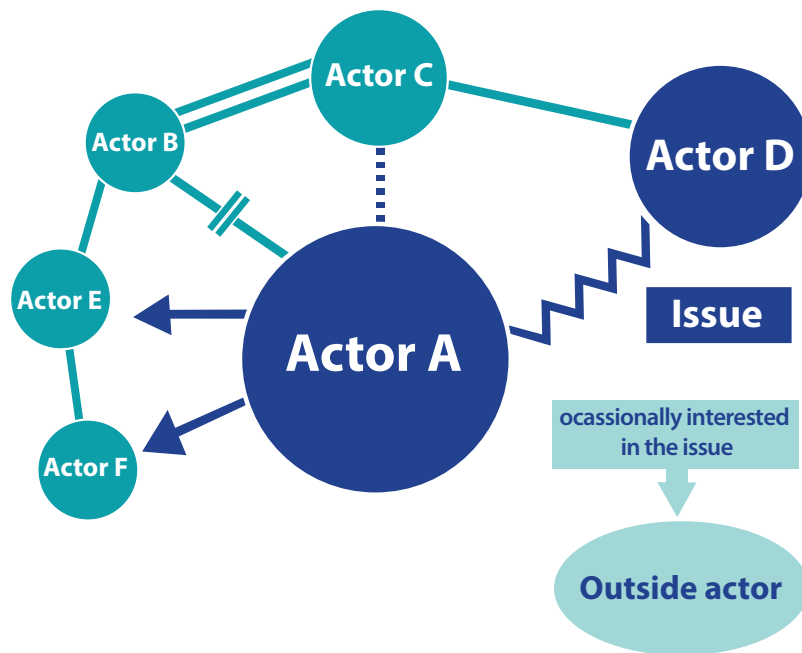 Actor C
Actor B
Actor D
Actor E
Issue
Actor A
ocassionally interested
in the issue
Actor F
Outside actor